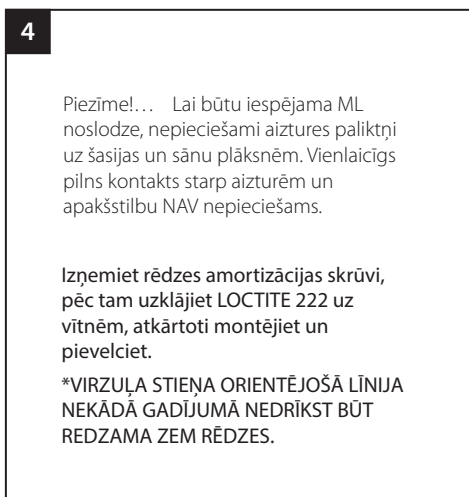 4
Piezīme!… Lai būtu iespējama ML
noslodze, nepieciešami aiztures paliktņi
uz šasijas un sānu plāksnēm. Vienlaicīgs
pilns kontakts starp aizturēm un
apakšstilbu NAV nepieciešams.
Izņemiet rēdzes amortizācijas skrūvi,
pēc tam uzklājiet LOCTITE 222 uz
vītnēm, atkārtoti montējiet un
pievelciet.
*VIRZUĻA STIEŅA ORIENTĒJOŠĀ LĪNIJA
NEKĀDĀ GADĪJUMĀ NEDRĪKST BŪT
REDZAMA ZEM RĒDZES.